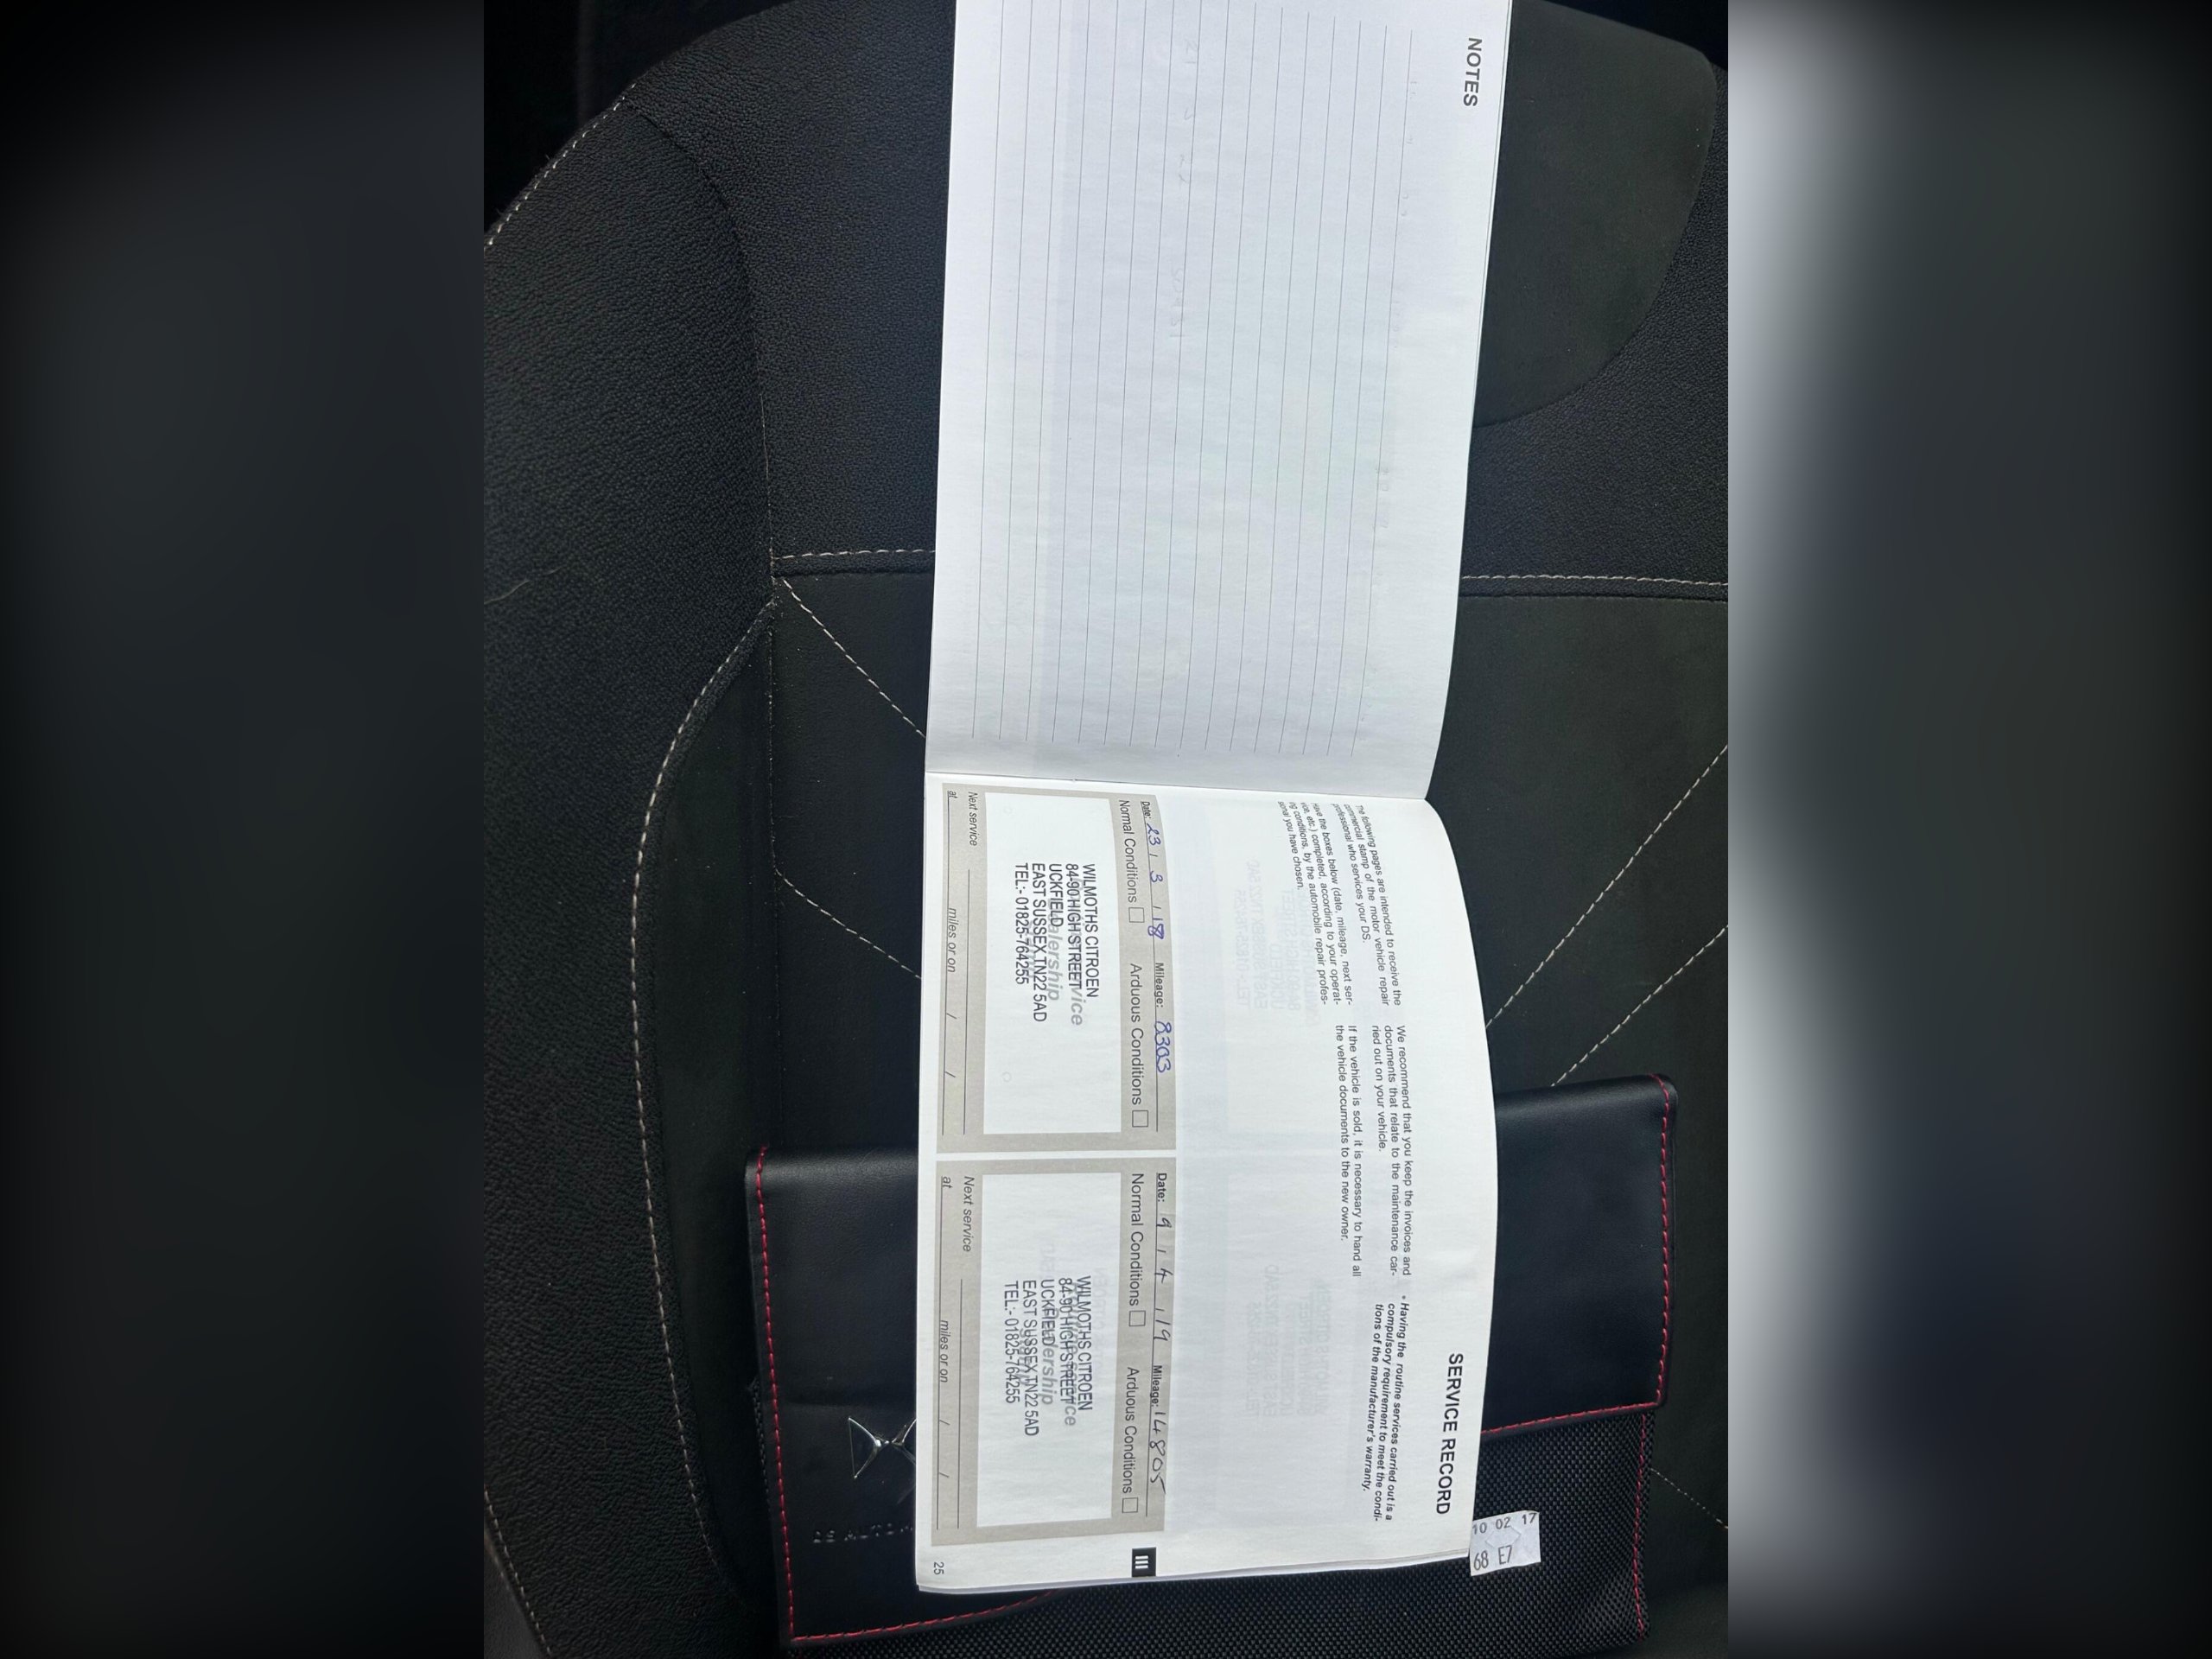 NOTES
SERVICE RECORD
The following pages are intended to receive the
commercial stamp of the motor vehicle repair
professional who services your DS.
Have the boxes below (date, mileage, next ser-
vice, etc.) completed, according to your operat-
ing conditions, by the automobile repair profes-
sional you have chosen.
We recommend that you keep the invoices and
documents that relate to the maintenance car-
ried out on your vehicle.
If the vehicle is sold, it is necessary to hand all
the vehicle documents to the new owner.
* Having the routine services carried out is a
compulsory requirement to meet the condi-
tions of the manufacturer's warranty.
Date: 23 / 3 / 18 Mileage: 8303
Normal Conditions Arduous Conditions
WILMOTHS CITROEN
84-90 HIGH STREET
UCKFIELD
EAST SUSSEX TN22 5AD
TEL:- 01825-764255
Next service
at miles or on / /
Date: 9 / 4 / 19 Mileage: 14805
Normal Conditions Arduous Conditions
WILMOTHS CITROEN
84-90 HIGH STREET
UCKFIELD
EAST SUSSEX TN22 5AD
TEL:- 01825-764255
Next service
at miles or on / /
III
25
10 02 17
68 E7